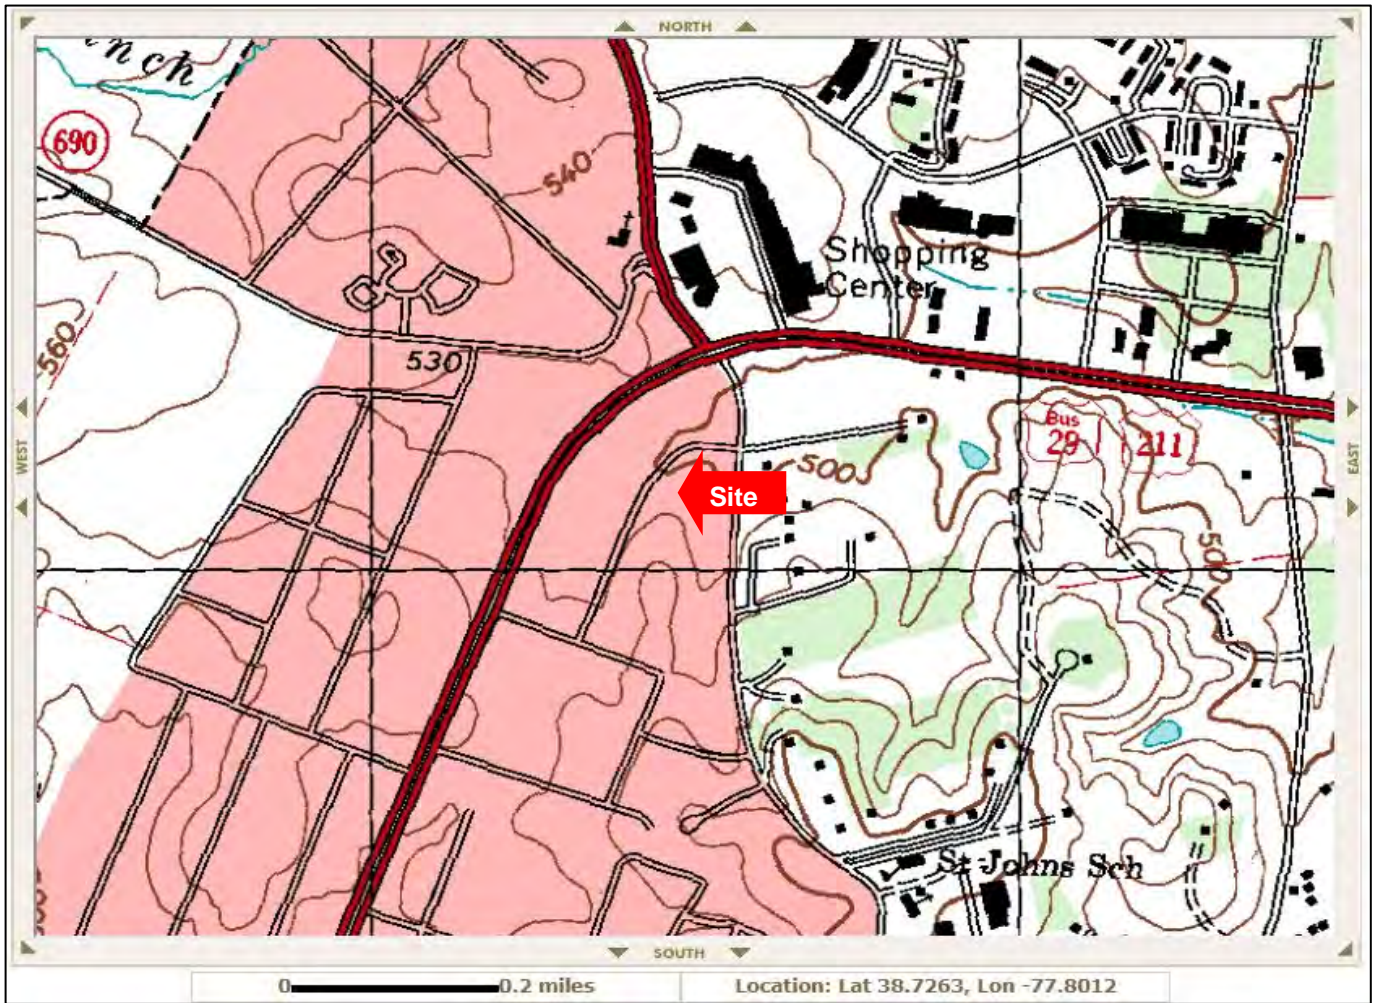 NORTH
nch
690
540
Shopping
Center
560
530
Bus
29
211
WEST
EAST
500
Site
500
St Johns Sch
SOUTH
0 0.2 miles
Location: Lat 38.7263, Lon -77.8012